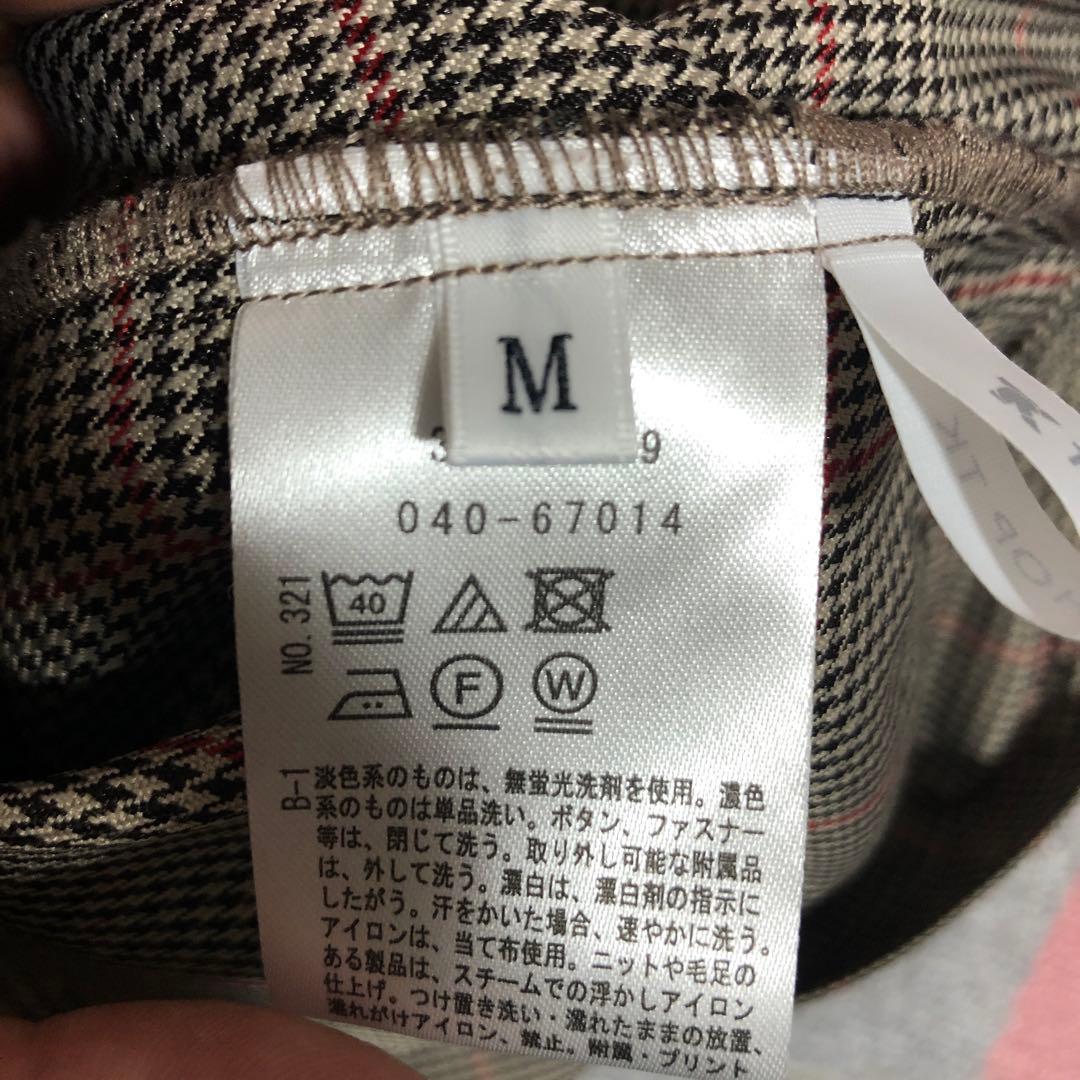 M
3 9
040-67014
NO.321
40
F W
B-1
淡色系のものは、無蛍光洗剤を使用。濃色
系のものは単品洗い。ボタン、ファスナー
等は、閉じて洗う。取り外し可能な附属品
は、外して洗う。漂白は、漂白剤の指示に
したがう。汗をかいた場合、速やかに洗う。
アイロンは、当て布使用。ニットや毛足の
ある製品は、スチームでの浮かしアイロン
仕上げ。つけ置き洗い・濡れたままの放置、
濡れがけアイロン、禁止。附属・プリント